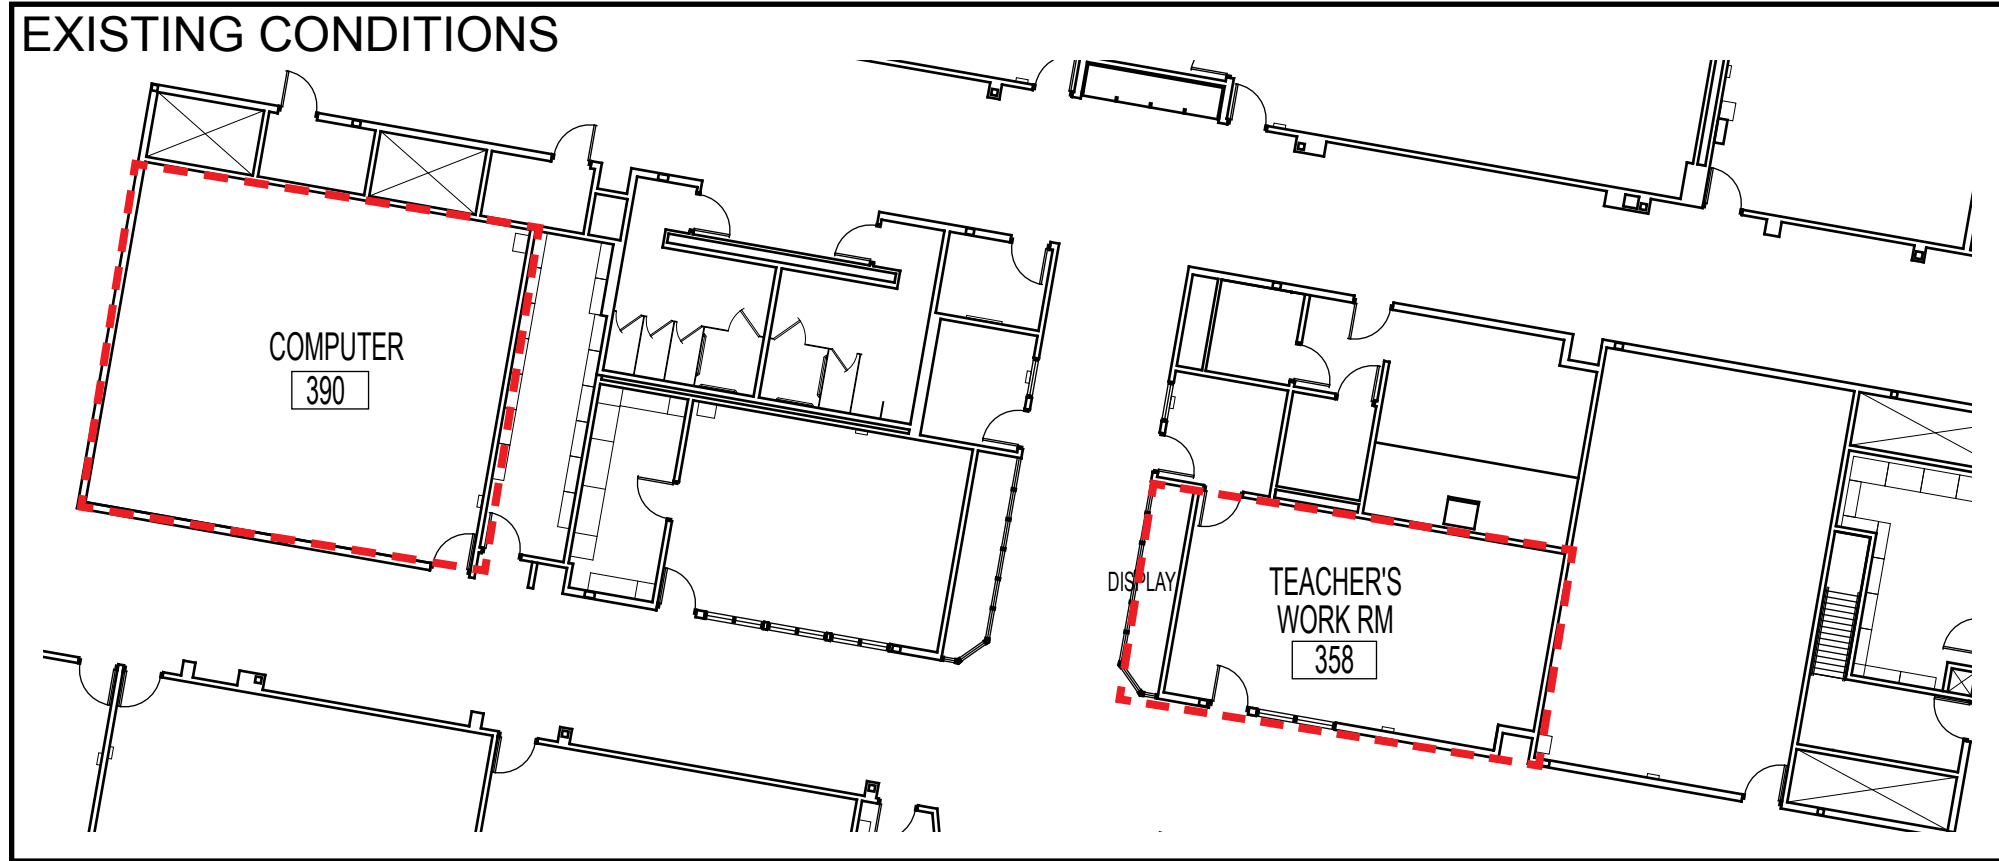 EXISTING CONDITIONS
COMPUTER
390
DISPLAY
TEACHER'S
WORK RM
358